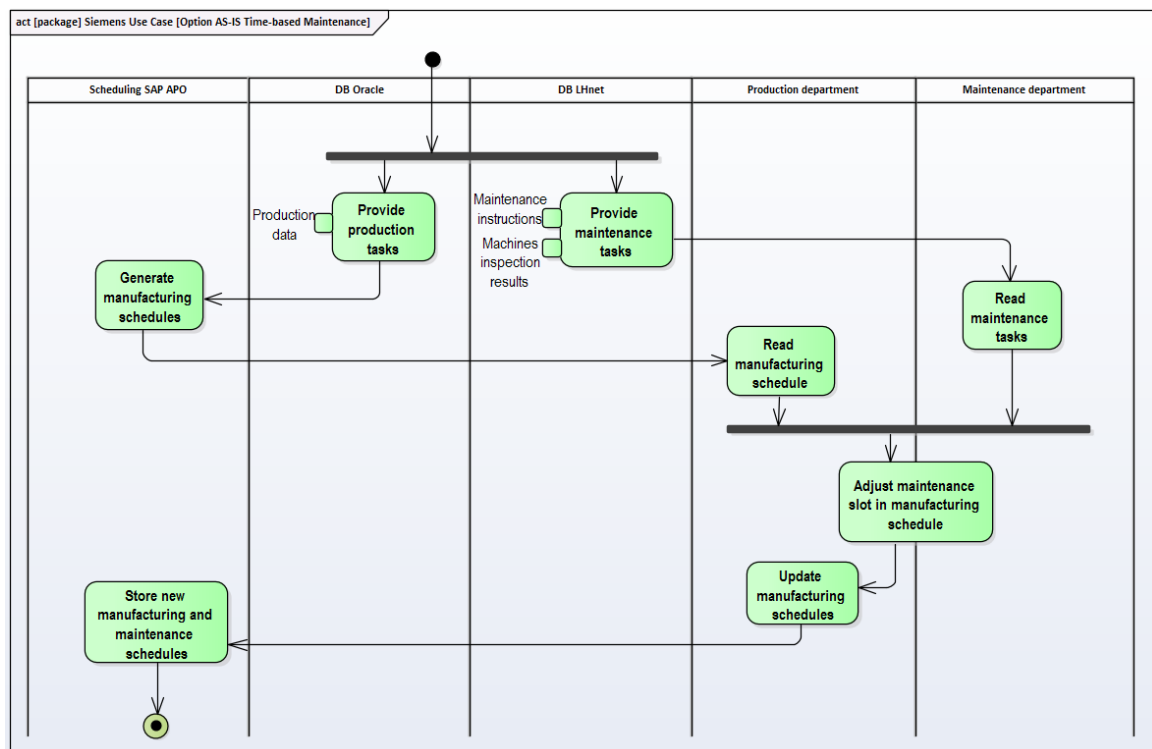 act [package] Siemens Use Case [Option AS-IS Time-based Maintenance]
Scheduling SAP APO
DB Oracle
DB LHnet
Production department
Maintenance department
Production
data
Provide
production
tasks
Maintenance
instructions
Machines
inspection
results
Provide
maintenance
tasks
Generate
manufacturing
schedules
Read
maintenance
tasks
Read
manufacturing
schedule
Adjust maintenance
slot in manufacturing
schedule
Update
manufacturing
schedules
Store new
manufacturing and
maintenance
schedules